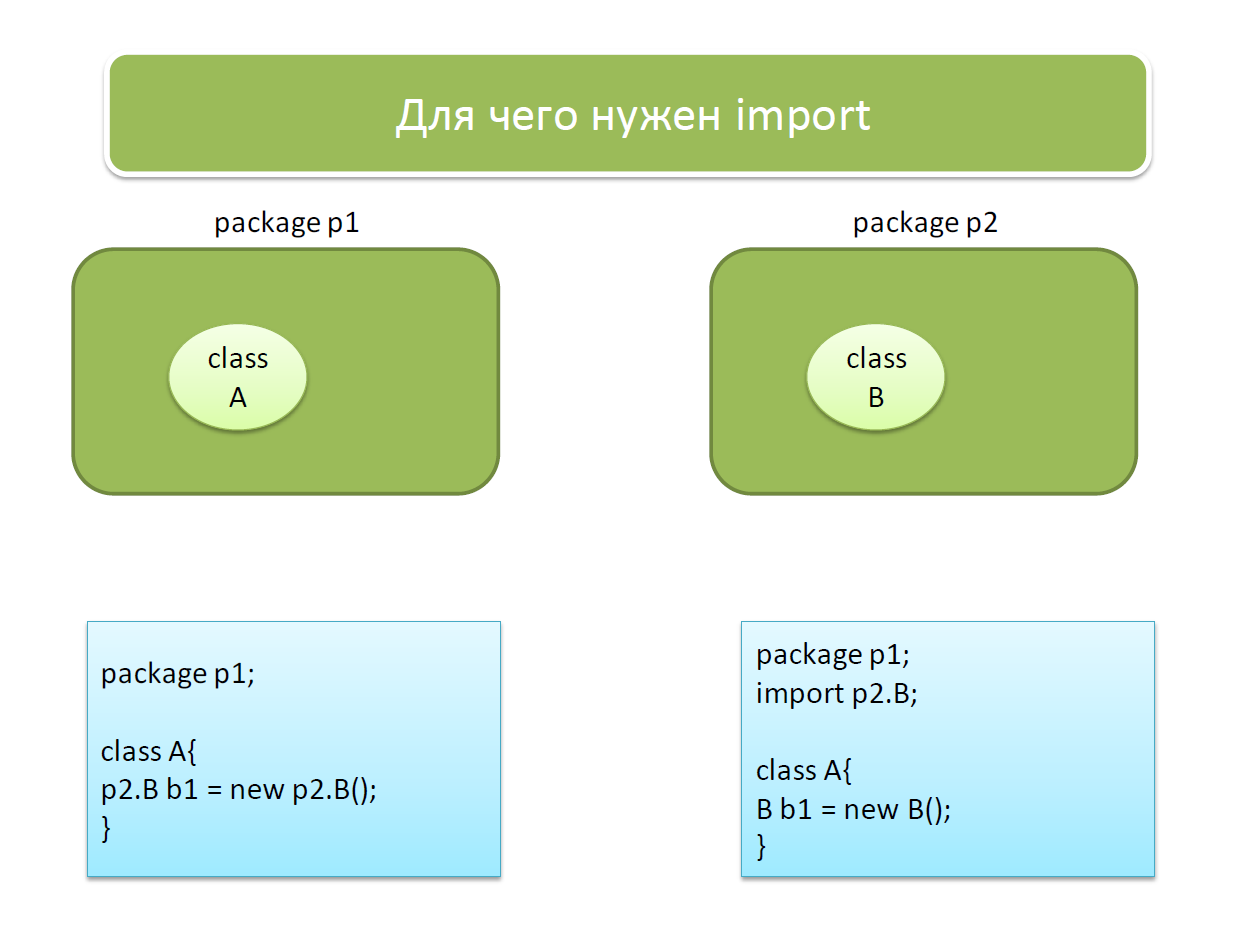 Для чего нужен import
package p1
package p2
class
A
class
B
package p1;
class A{
p2.B b1 = new p2.B();
}
package p1;
import p2.B;
class A{
B b1 = new B();
}